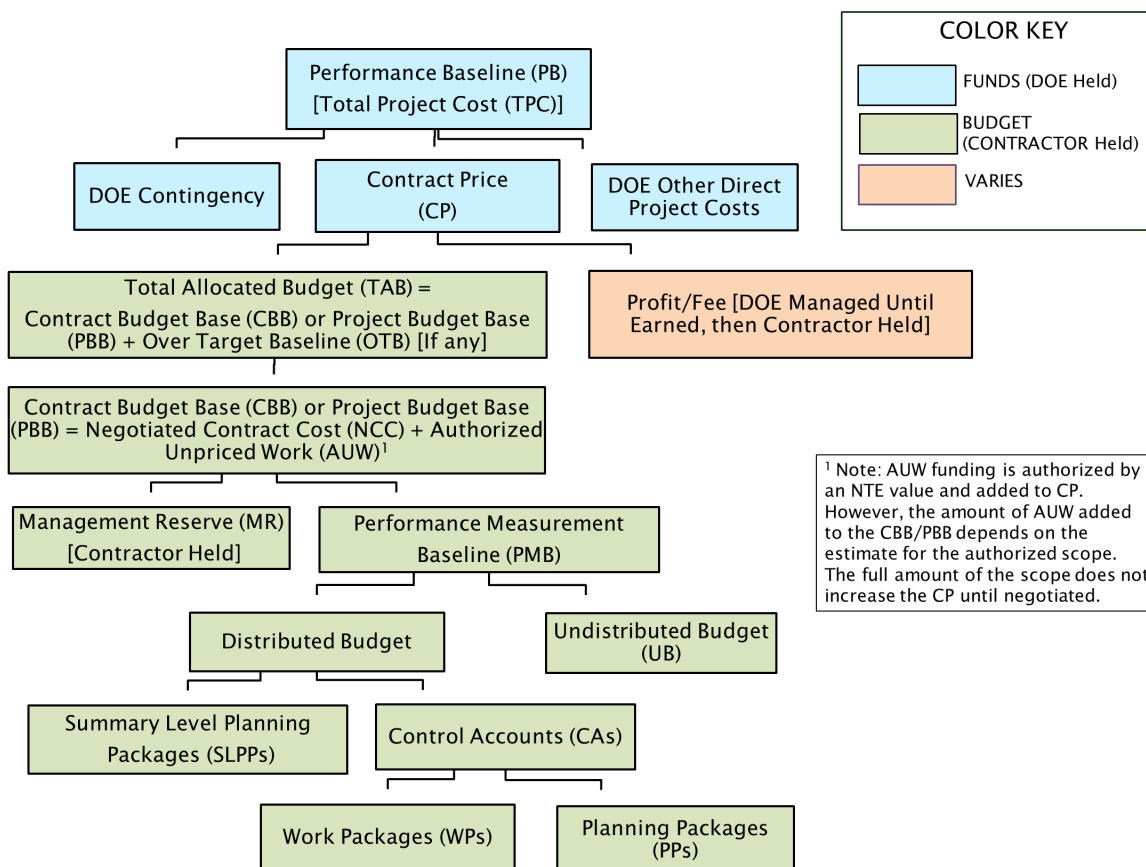 COLOR KEY
FUNDS (DOE Held)
BUDGET
(CONTRACTOR Held)
VARIES
Performance Baseline (PB)
[Total Project Cost (TPC)]
DOE Contingency
Contract Price
(CP)
DOE Other Direct
Project Costs
Total Allocated Budget (TAB) =
Contract Budget Base (CBB) or Project Budget Base
(PBB) + Over Target Baseline (OTB) [If any]
Profit/Fee [DOE Managed Until
Earned, then Contractor Held]
Contract Budget Base (CBB) or Project Budget Base
(PBB) = Negotiated Contract Cost (NCC) + Authorized
Unpriced Work (AUW)¹
¹ Note: AUW funding is authorized by
an NTE value and added to CP.
However, the amount of AUW added
to the CBB/PBB depends on the
estimate for the authorized scope.
The full amount of the scope does not
increase the CP until negotiated.
Management Reserve (MR)
[Contractor Held]
Performance Measurement
Baseline (PMB)
Distributed Budget
Undistributed Budget
(UB)
Summary Level Planning
Packages (SLPPs)
Control Accounts (CAs)
Work Packages (WPs)
Planning Packages
(PPs)